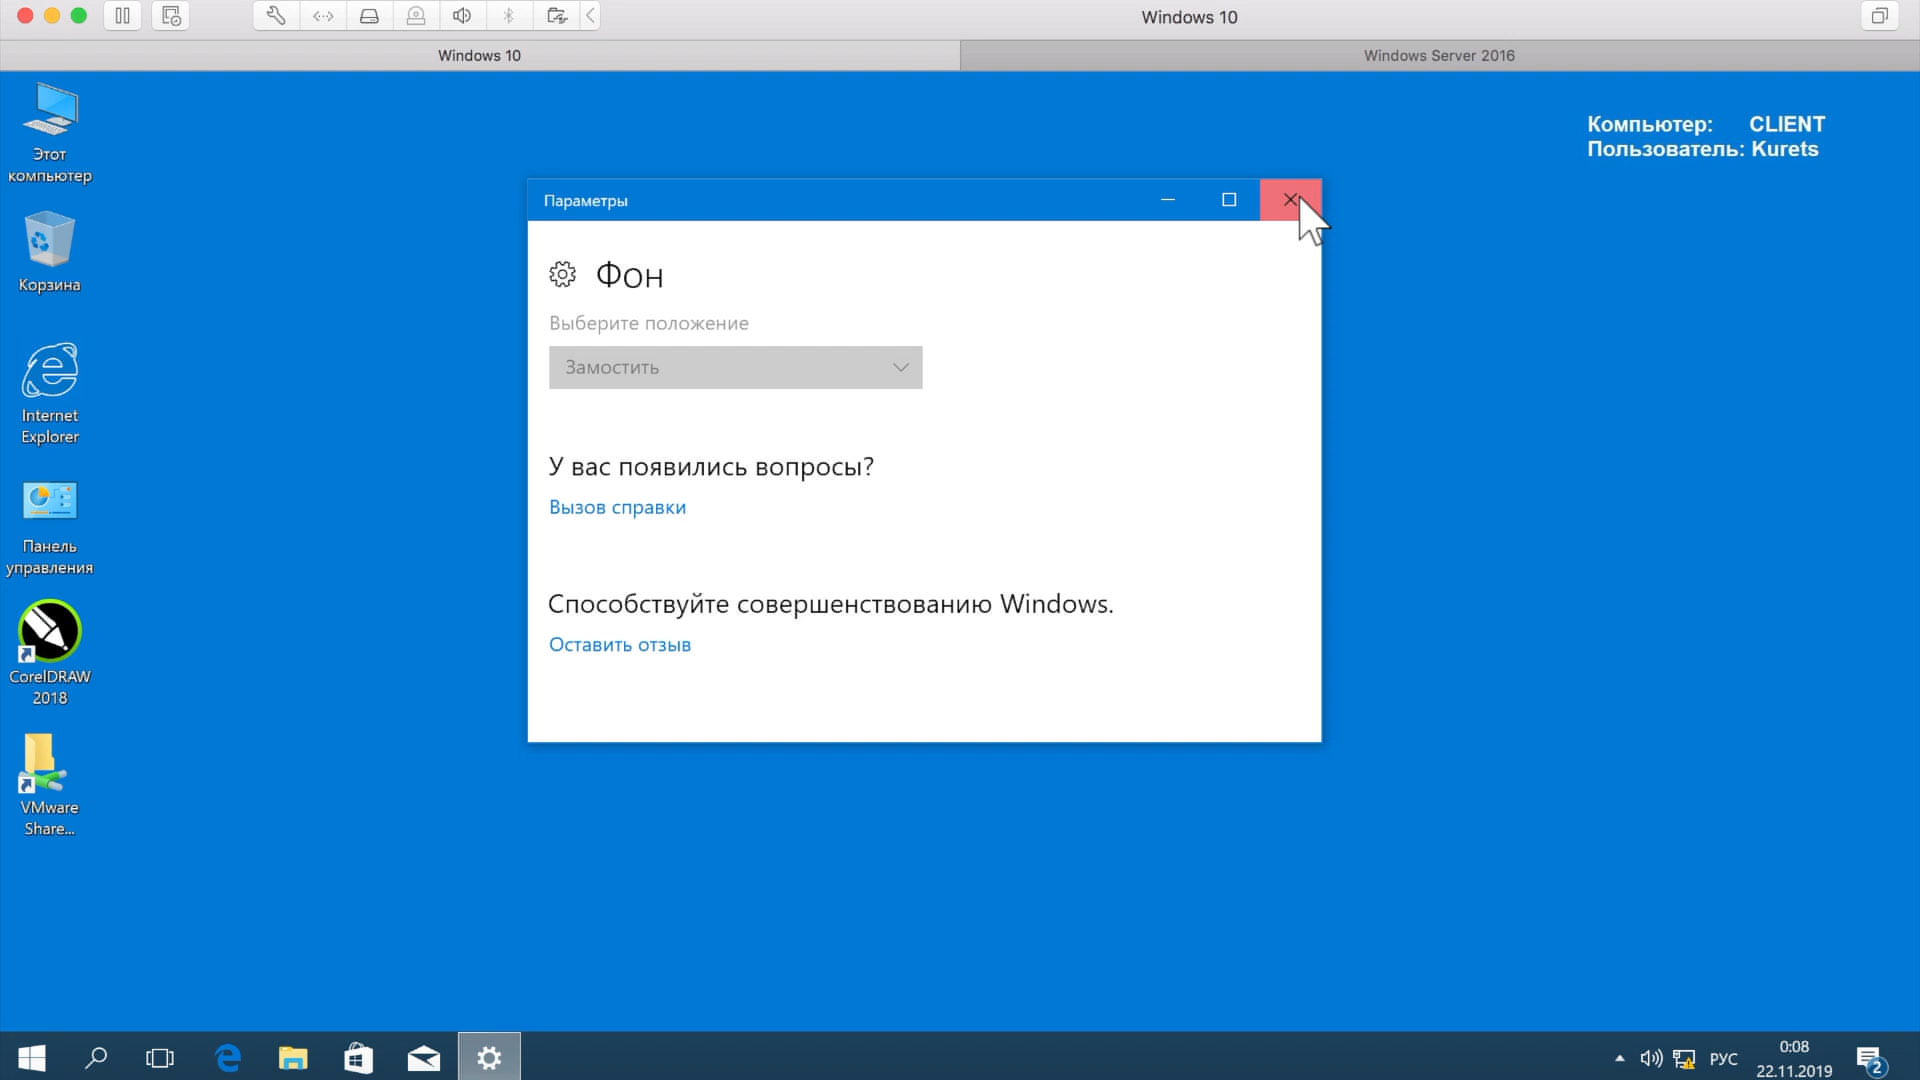 Windows 10
Windows 10
Windows Server 2016
Этот
компьютер
Корзина
Internet
Explorer
Панель
управления
CorelDRAW
2018
VMware
Share...
Компьютер: CLIENT
Пользователь: Kurets
Параметры
Фон
Выберите положение
Замостить
У вас появились вопросы?
Вызов справки
Способствуйте совершенствованию Windows.
Оставить отзыв
РУС
0:08
22.11.2019
2